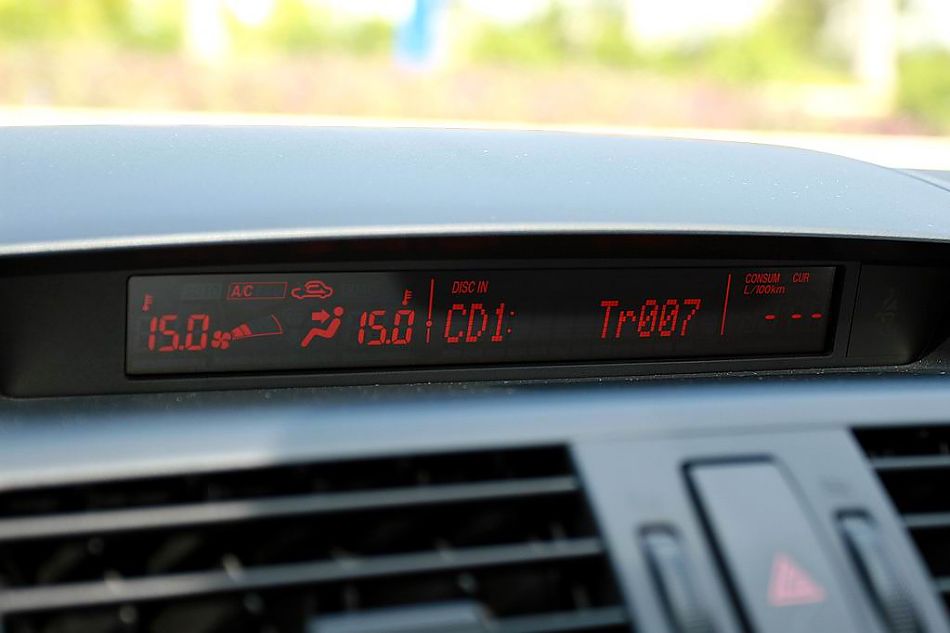 A/C
15.0
15.0
DISC IN
CD1: Tr007
CONSUM CUR
L/100km
- - -